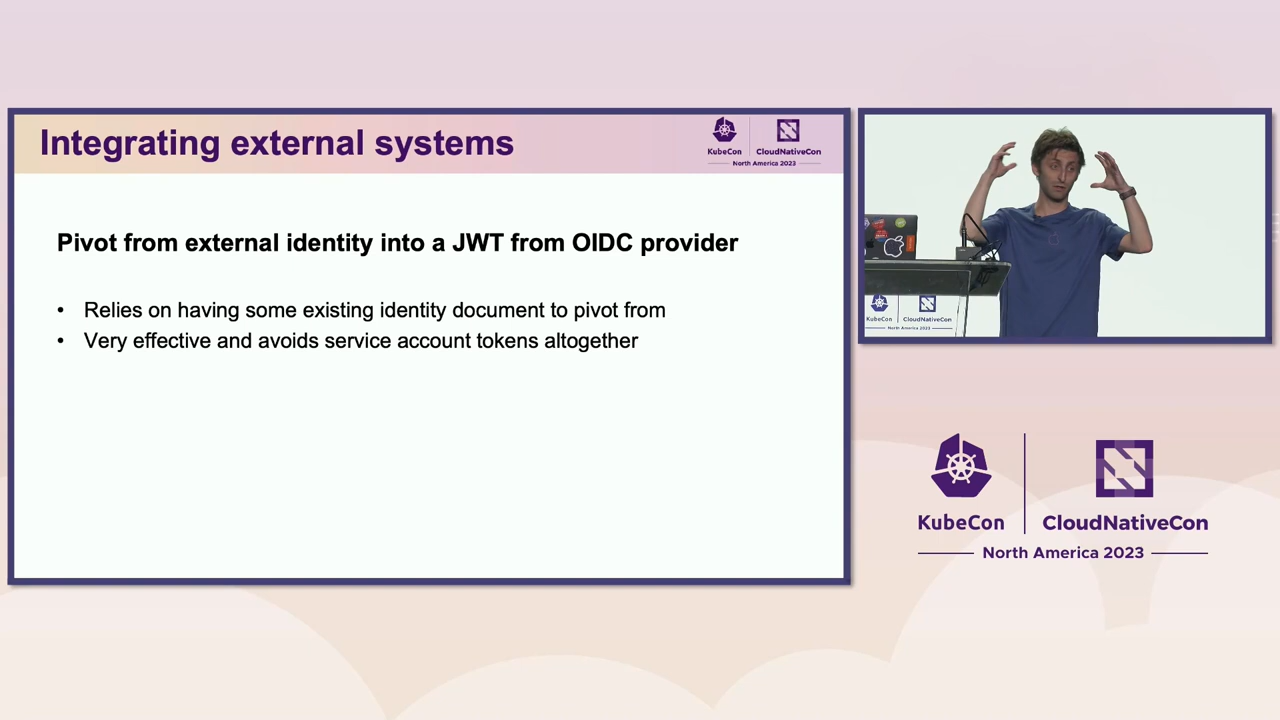 Integrating external systems
KubeCon
CloudNativeCon
North America 2023
Pivot from external identity into a JWT from OIDC provider
• Relies on having some existing identity document to pivot from
• Very effective and avoids service account tokens altogether
KubeCon
CloudNativeCon
North America 2023
KubeCon
CloudNativeCon
North America 2023